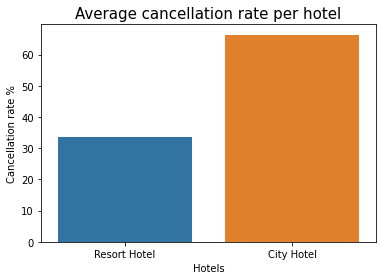 Average cancellation rate per hotel
Cancellation rate %
60
50
40
30
20
10
0
Resort Hotel
City Hotel
Hotels